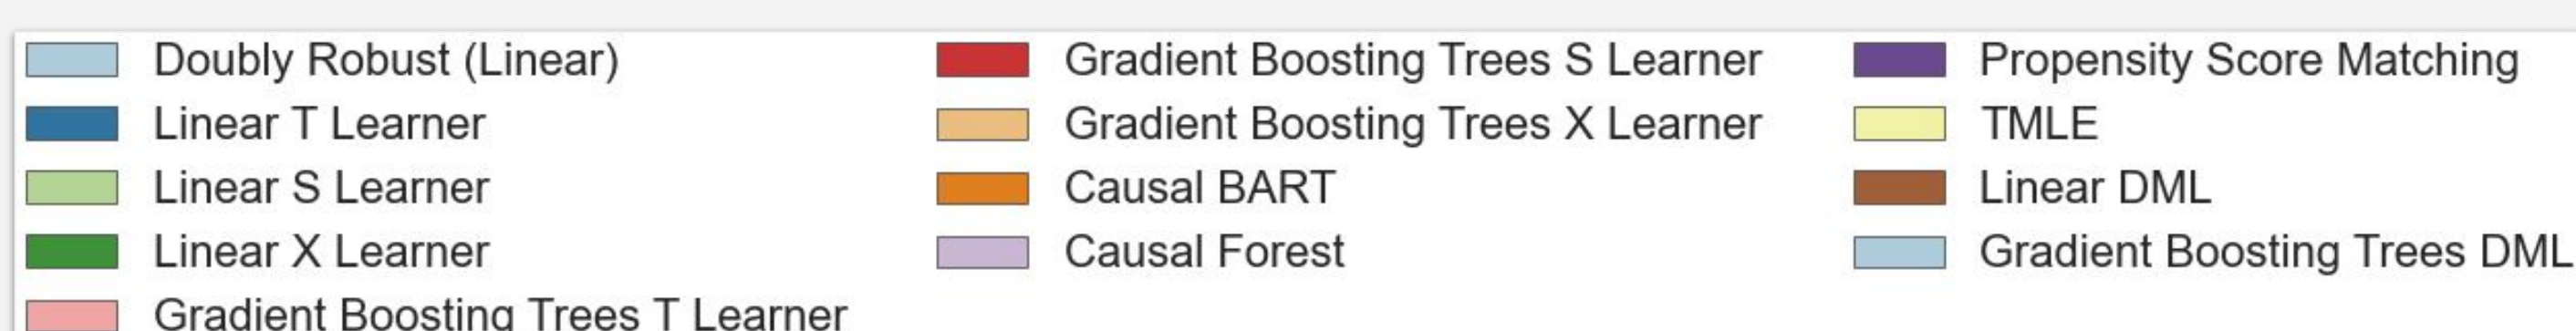 Doubly Robust (Linear)
Linear T Learner
Linear S Learner
Linear X Learner
Gradient Boosting Trees T Learner
Gradient Boosting Trees S Learner
Gradient Boosting Trees X Learner
Causal BART
Causal Forest
Propensity Score Matching
TMLE
Linear DML
Gradient Boosting Trees DML